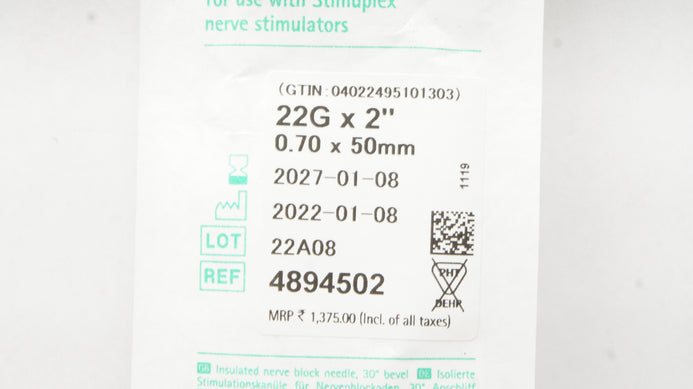 for use with Stimuplex
nerve stimulators
(GTIN:04022495101303)
22G x 2"
0.70 x 50mm
2027-01-08
1119
2022-01-08
LOT 22A08
REF 4894502
PHT
DEHP
MRP ₹ 1,375.00 (Incl. of all taxes)
GB Insulated nerve block needle, 30° bevel DE Isolierte
Stimulationskanüle für Nervenblockaden, 30° Anschliff